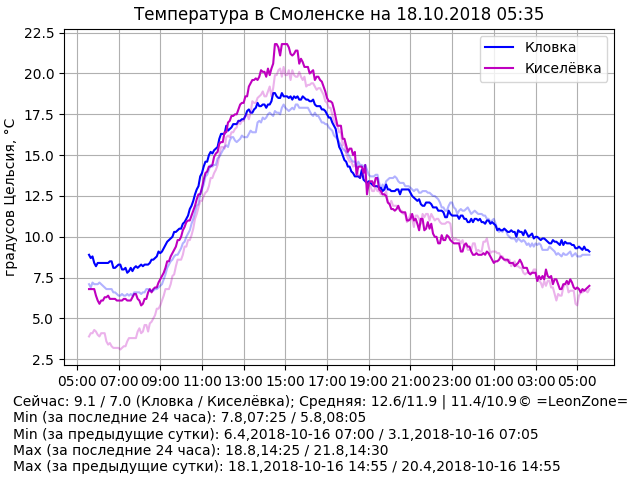 Температура в Смоленске на 18.10.2018 05:35
22.5
20.0
17.5
15.0
12.5
10.0
7.5
5.0
2.5
градусов Цельсия, °C
Кловка
Киселёвка
05:00 07:00 09:00 11:00 13:00 15:00 17:00 19:00 21:00 23:00 01:00 03:00 05:00
Сейчас: 9.1 / 7.0 (Кловка / Киселёвка); Средняя: 12.6/11.9 | 11.4/10.9© =LeonZone=
Min (за последние 24 часа): 7.8,07:25 / 5.8,08:05
Min (за предыдущие сутки): 6.4,2018-10-16 07:00 / 3.1,2018-10-16 07:05
Max (за последние 24 часа): 18.8,14:25 / 21.8,14:30
Max (за предыдущие сутки): 18.1,2018-10-16 14:55 / 20.4,2018-10-16 14:55